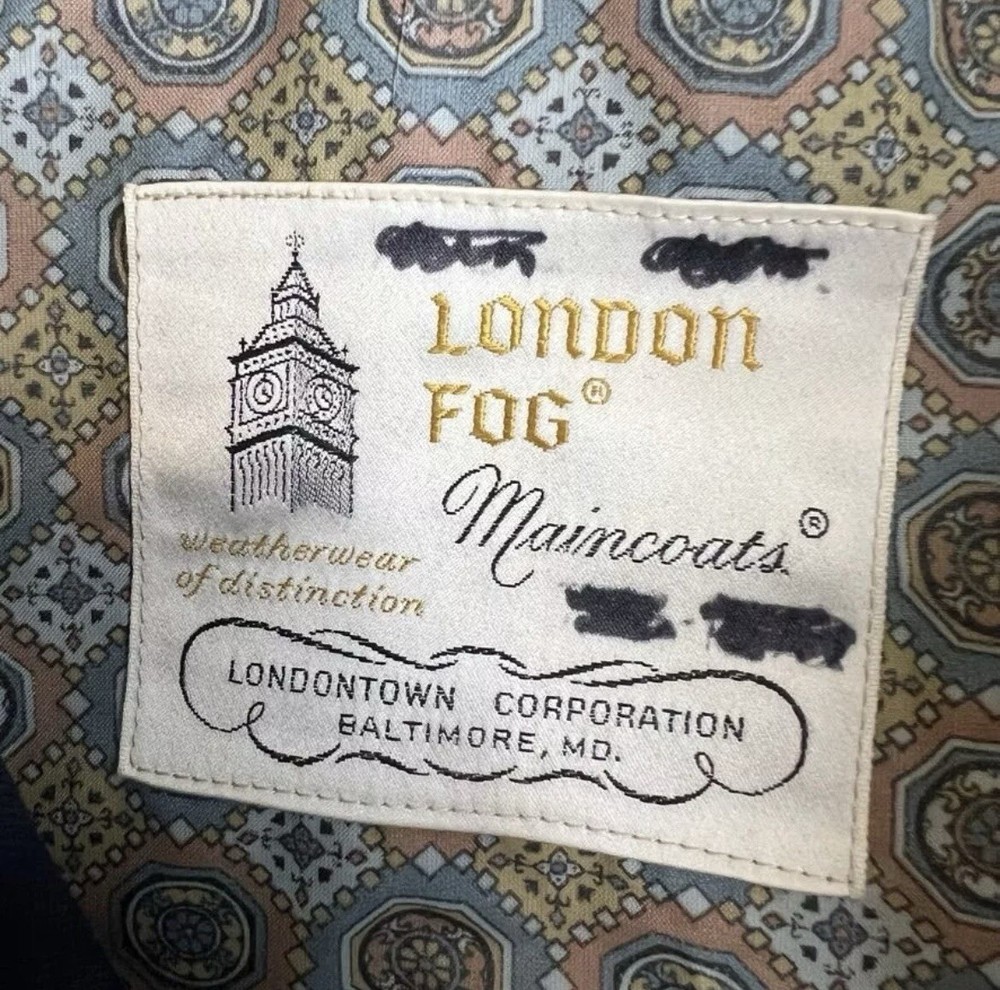 LONDON
FOG®
Maincoats®
weatherwear
of distinction
LONDONTOWN CORPORATION
BALTIMORE, MD.